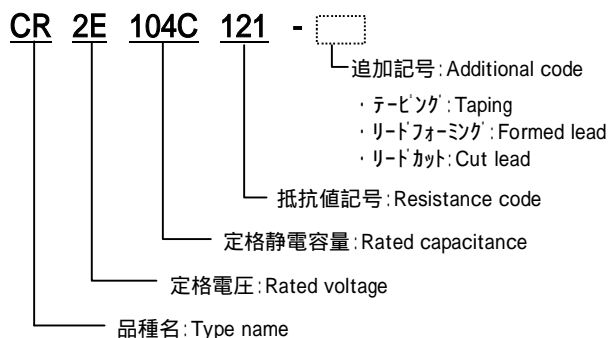 CR 2E 104C 121 -
追加記号:Additional code
・ﾃｰﾋﾟﾝｸﾞ:Taping
・ﾘｰﾄﾞﾌｫｰﾐﾝｸﾞ:Formed lead
・ﾘｰﾄﾞｶｯﾄ:Cut lead
抵抗値記号:Resistance code
定格静電容量:Rated capacitance
定格電圧:Rated voltage
品種名:Type name